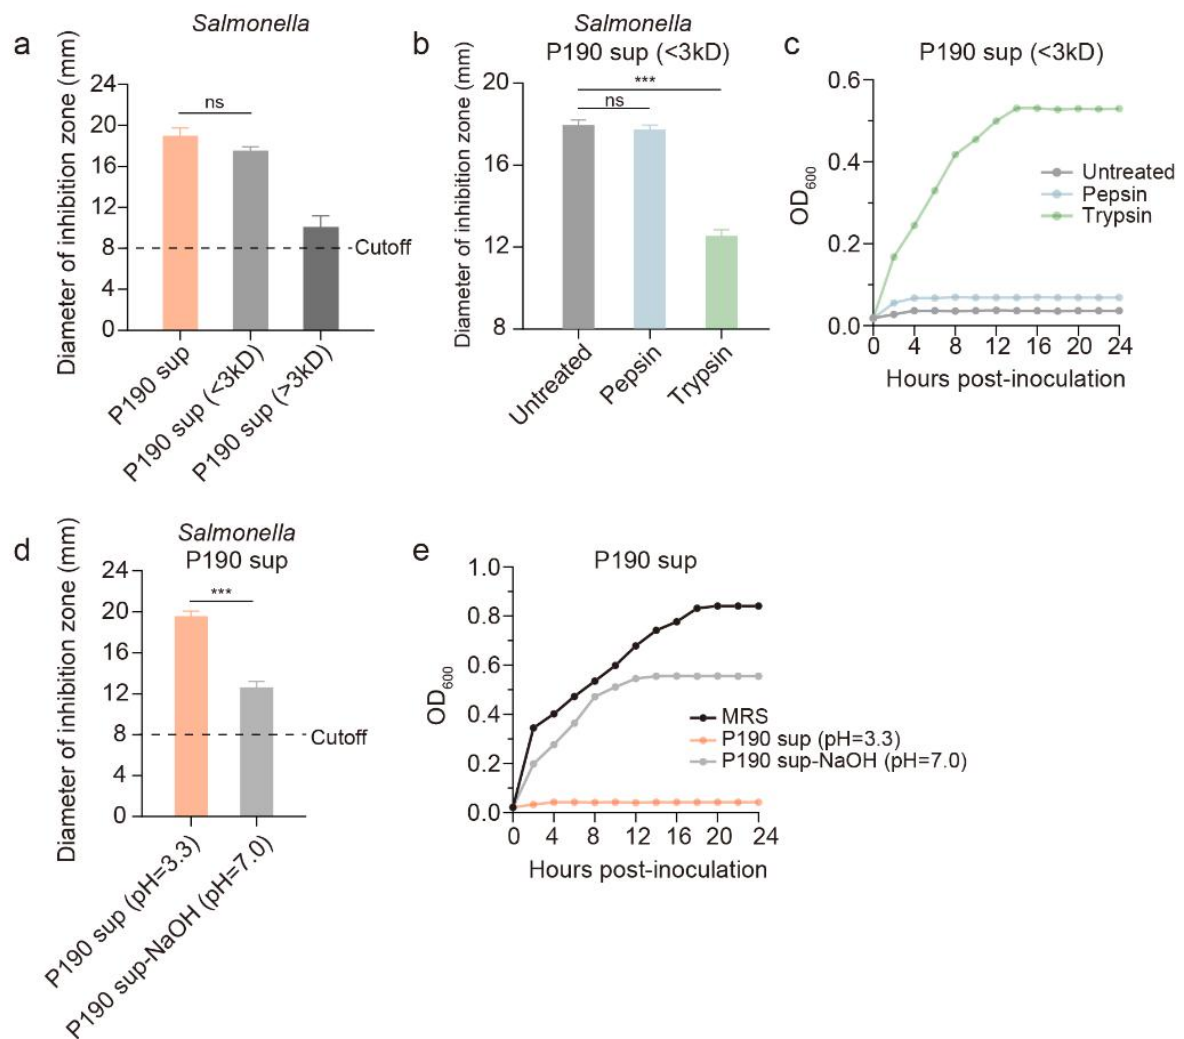 a
Salmonella
Diameter of inhibition zone (mm)
24
20
16
12
8
4
0
ns
Cutoff
P190 sup
P190 sup (<3kD)
P190 sup (>3kD)
b
Salmonella
P190 sup (<3kD)
Diameter of inhibition zone (mm)
20
16
12
8
***
ns
Untreated
Pepsin
Trypsin
c
P190 sup (<3kD)
OD600
0.6
0.4
0.2
0.0
Untreated
Pepsin
Trypsin
0 4 8 12 16 20 24
Hours post-inoculation
d
Salmonella
P190 sup
Diameter of inhibition zone (mm)
24
20
16
12
8
4
0
***
Cutoff
P190 sup (pH=3.3)
P190 sup-NaOH (pH=7.0)
e
P190 sup
OD600
1.0
0.8
0.6
0.4
0.2
0.0
MRS
P190 sup (pH=3.3)
P190 sup-NaOH (pH=7.0)
0 4 8 12 16 20 24
Hours post-inoculation